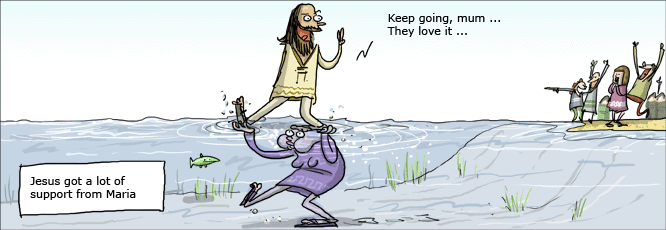 Keep going, mum ...
They love it ...
Jesus got a lot of
support from Maria